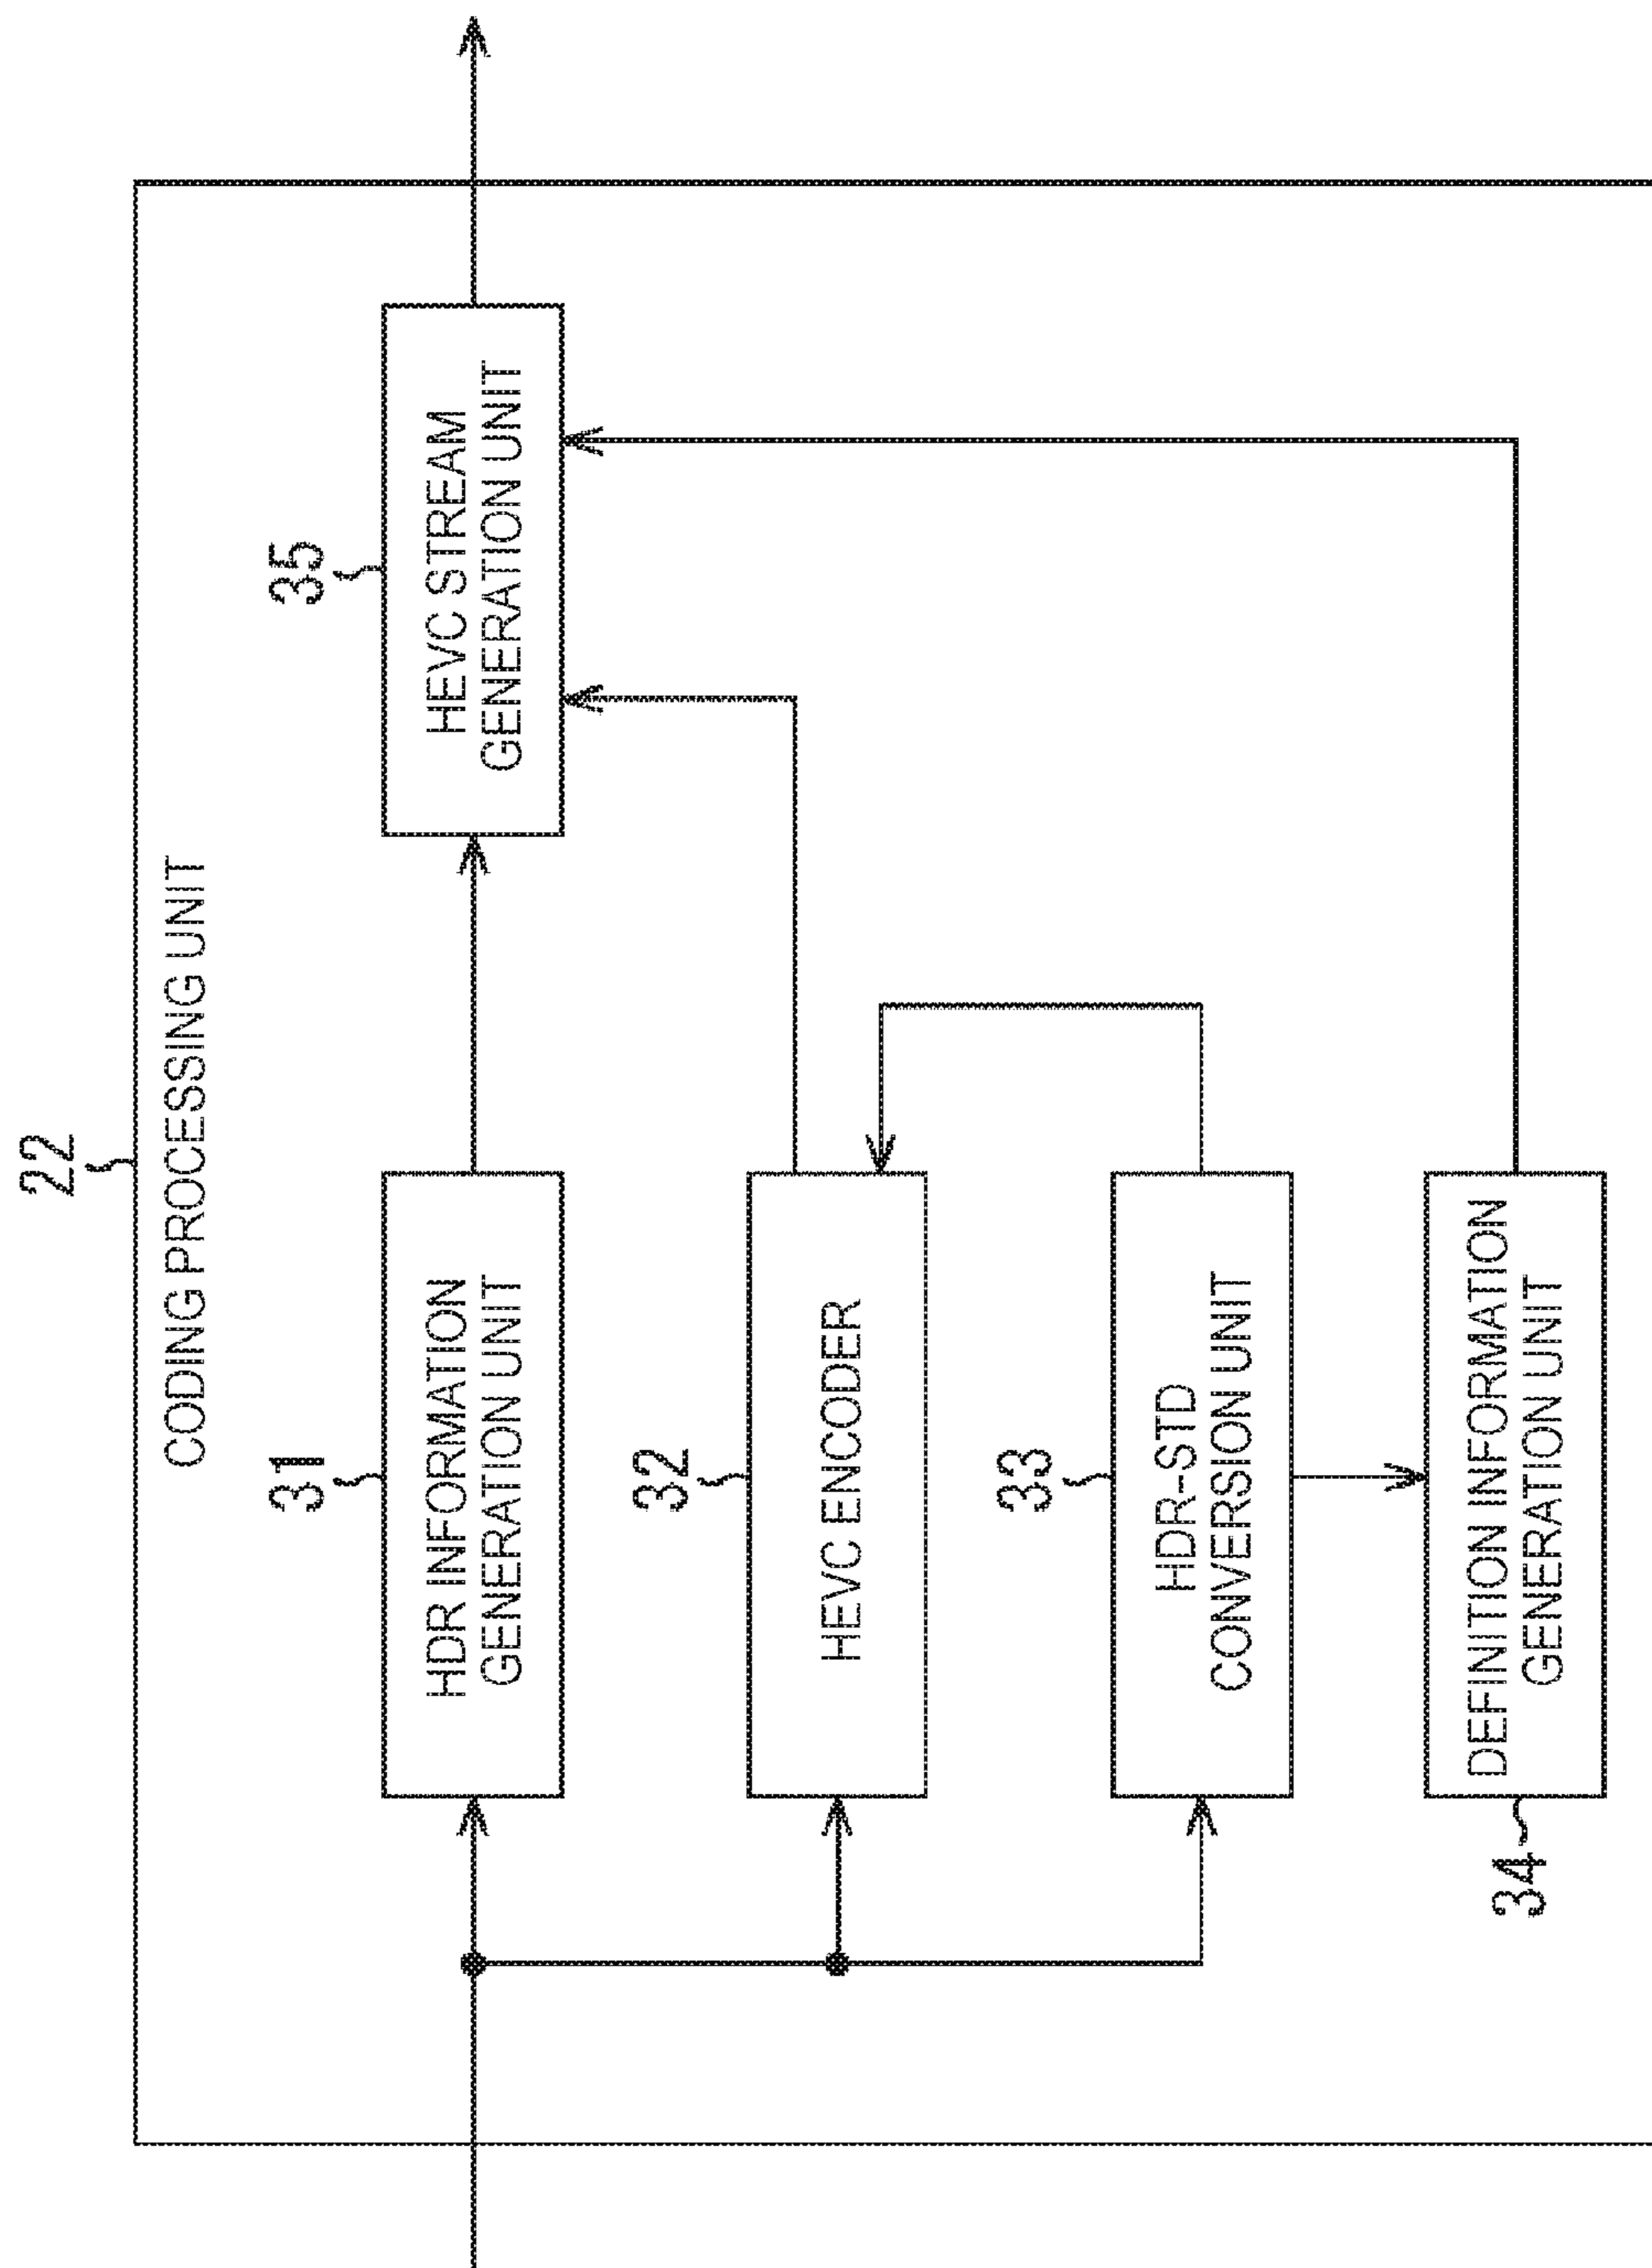 22
CODING PROCESSING UNIT
31
HDR INFORMATION
GENERATION UNIT
35
HEVC STREAM
GENERATION UNIT
32
HEVC ENCODER
33
HDR-STD
CONVERSION UNIT
34
DEFINITION INFORMATION
GENERATION UNIT